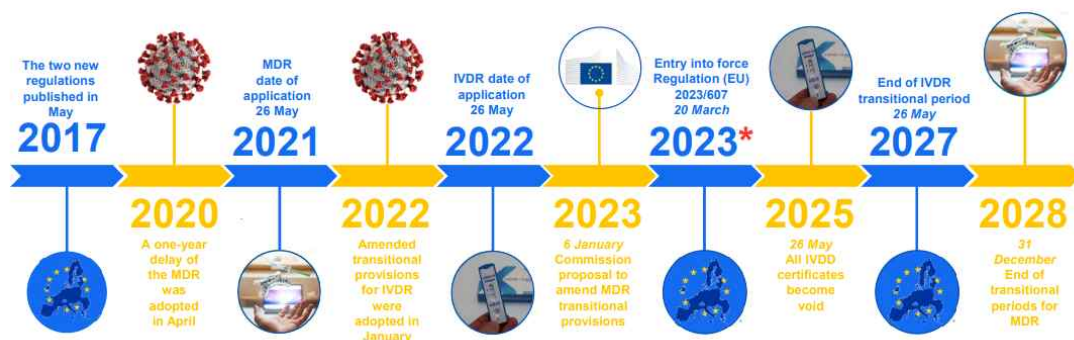 The two new
regulations
published in
May
2017
2020
A one-year
delay of
the MDR
was
adopted
in April
MDR
date of
application
26 May
2021
2022
Amended
transitional
provisions
for IVDR
were
adopted in
January
IVDR date of
application
26 May
2022
2023
6 January
Commission
proposal to
amend MDR
transitional
provisions
Entry into force
Regulation (EU)
2023/607
20 March
2023*
2025
26 May
All IVDD
certificates
become
void
End of IVDR
transitional period
26 May
2027
2028
31
December
End of
transitional
periods for
MDR